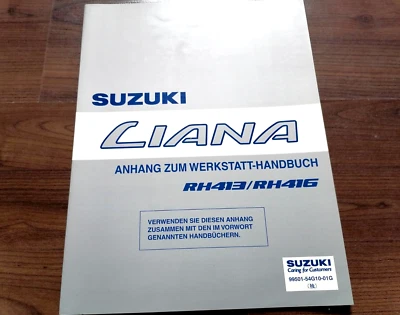 SUZUKI
LIANA
ANHANG ZUM WERKSTATT-HANDBUCH
RH413/RH416
VERWENDEN SIE DIESEN ANHANG
ZUSAMMEN MIT DEN IM VORWORT
GENANNTEN HANDBÜCHERN.
SUZUKI
Caring for Customers
99501-54G10-01G